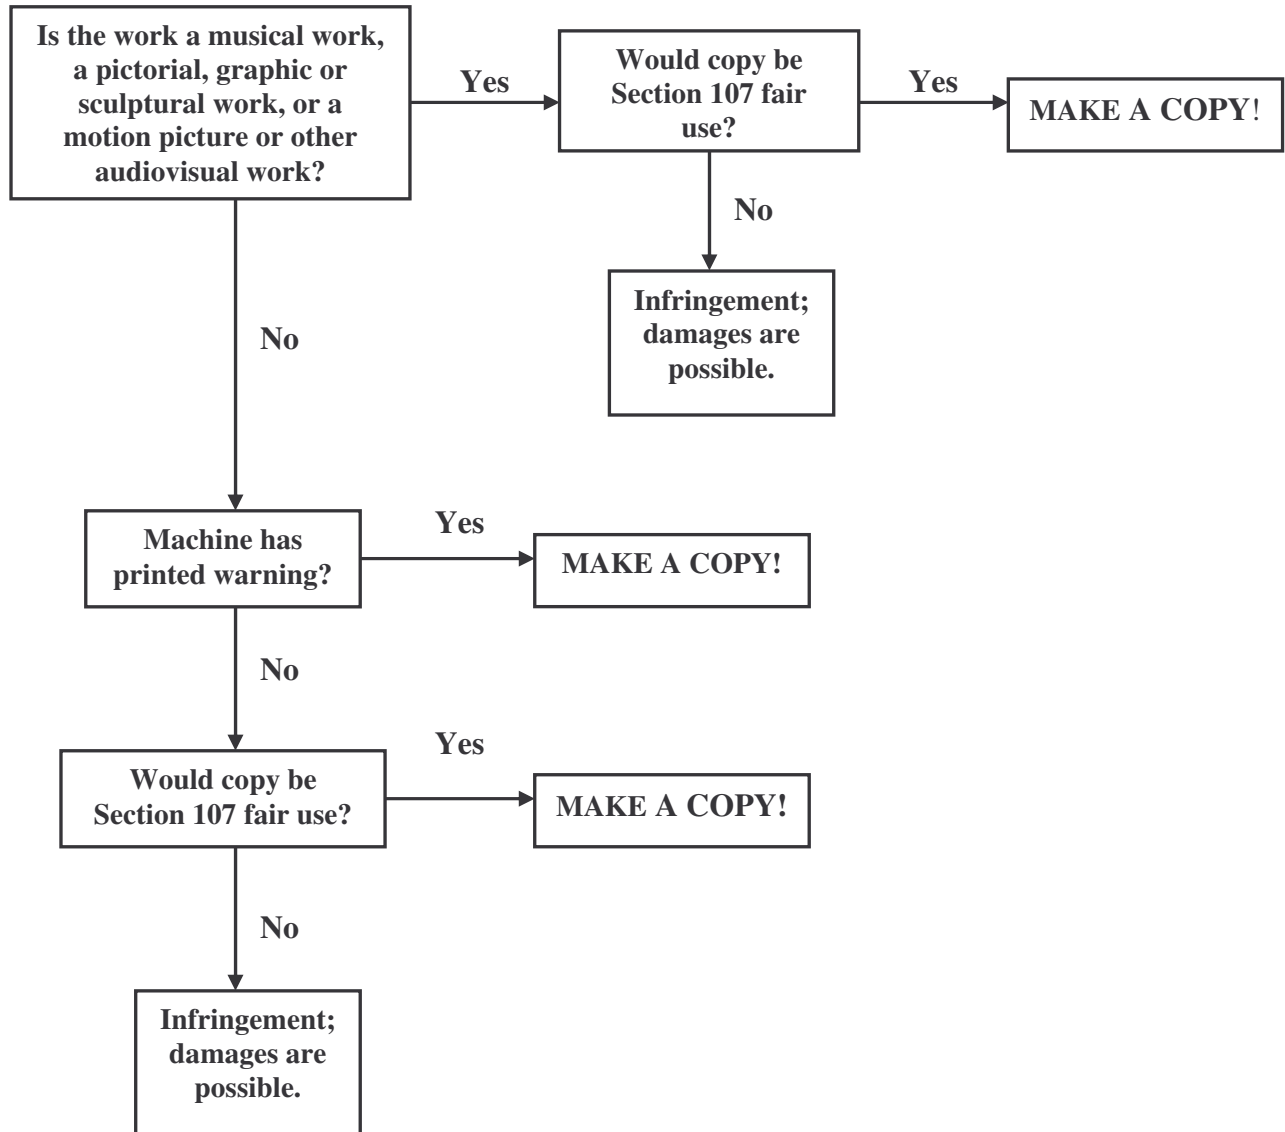 Is the work a musical work,
a pictorial, graphic or
sculptural work, or a
motion picture or other
audiovisual work?
Yes
Would copy be
Section 107 fair
use?
Yes
MAKE A COPY!
No
Infringement;
damages are
possible.
No
Machine has
printed warning?
Yes
MAKE A COPY!
No
Would copy be
Section 107 fair use?
Yes
MAKE A COPY!
No
Infringement;
damages are
possible.